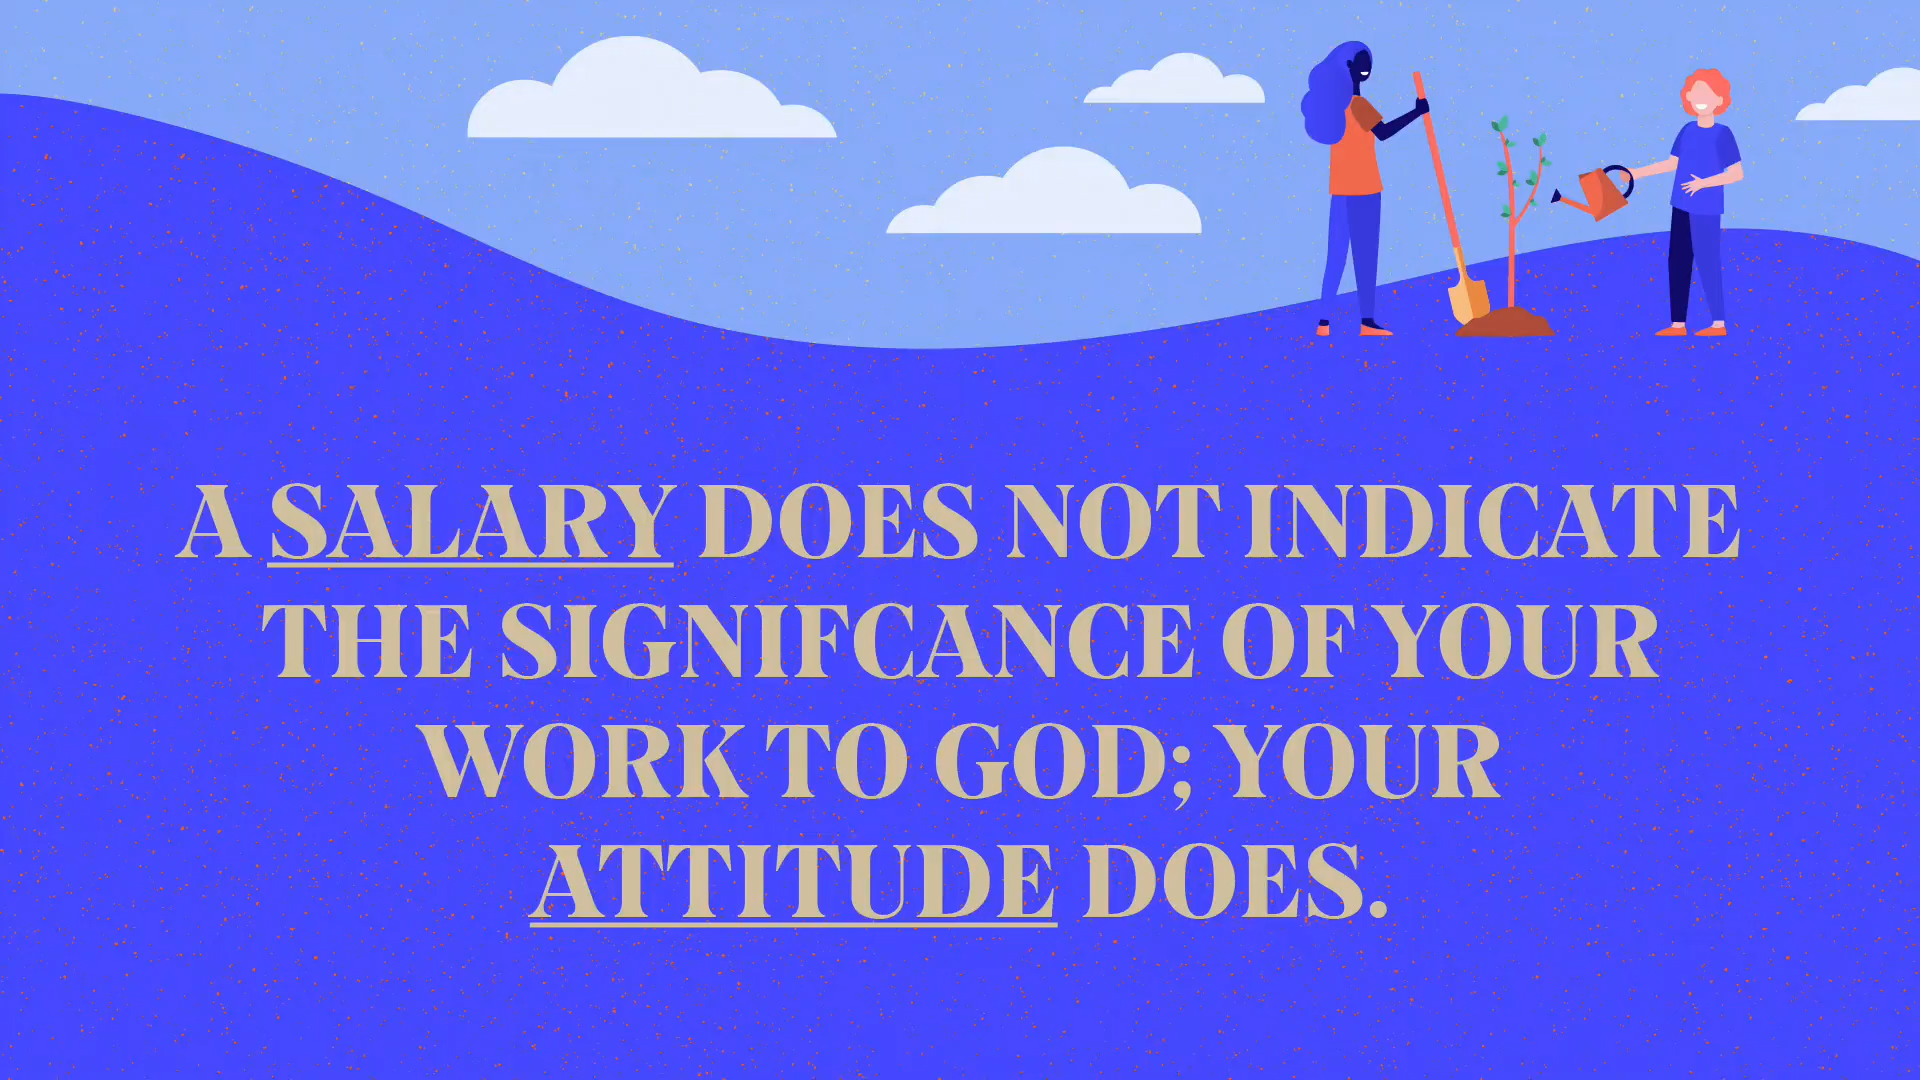 A SALARY DOES NOT INDICATE
THE SIGNIFCANCE OF YOUR
WORK TO GOD; YOUR
ATTITUDE DOES.